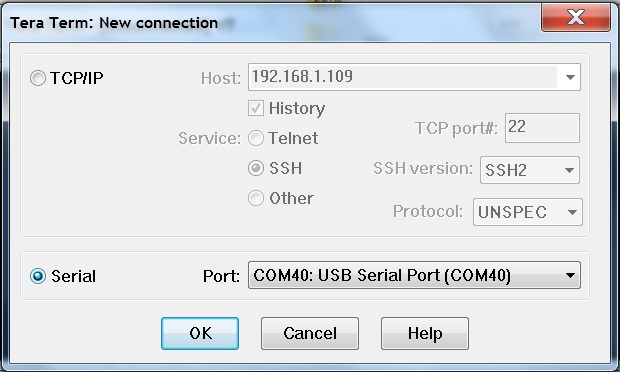 Tera Term: New connection
TCP/IP
Host: 192.168.1.109
History
Service: Telnet
TCP port#: 22
SSH
SSH version: SSH2
Other
Protocol: UNSPEC
Serial
Port: COM40: USB Serial Port (COM40)
OK
Cancel
Help